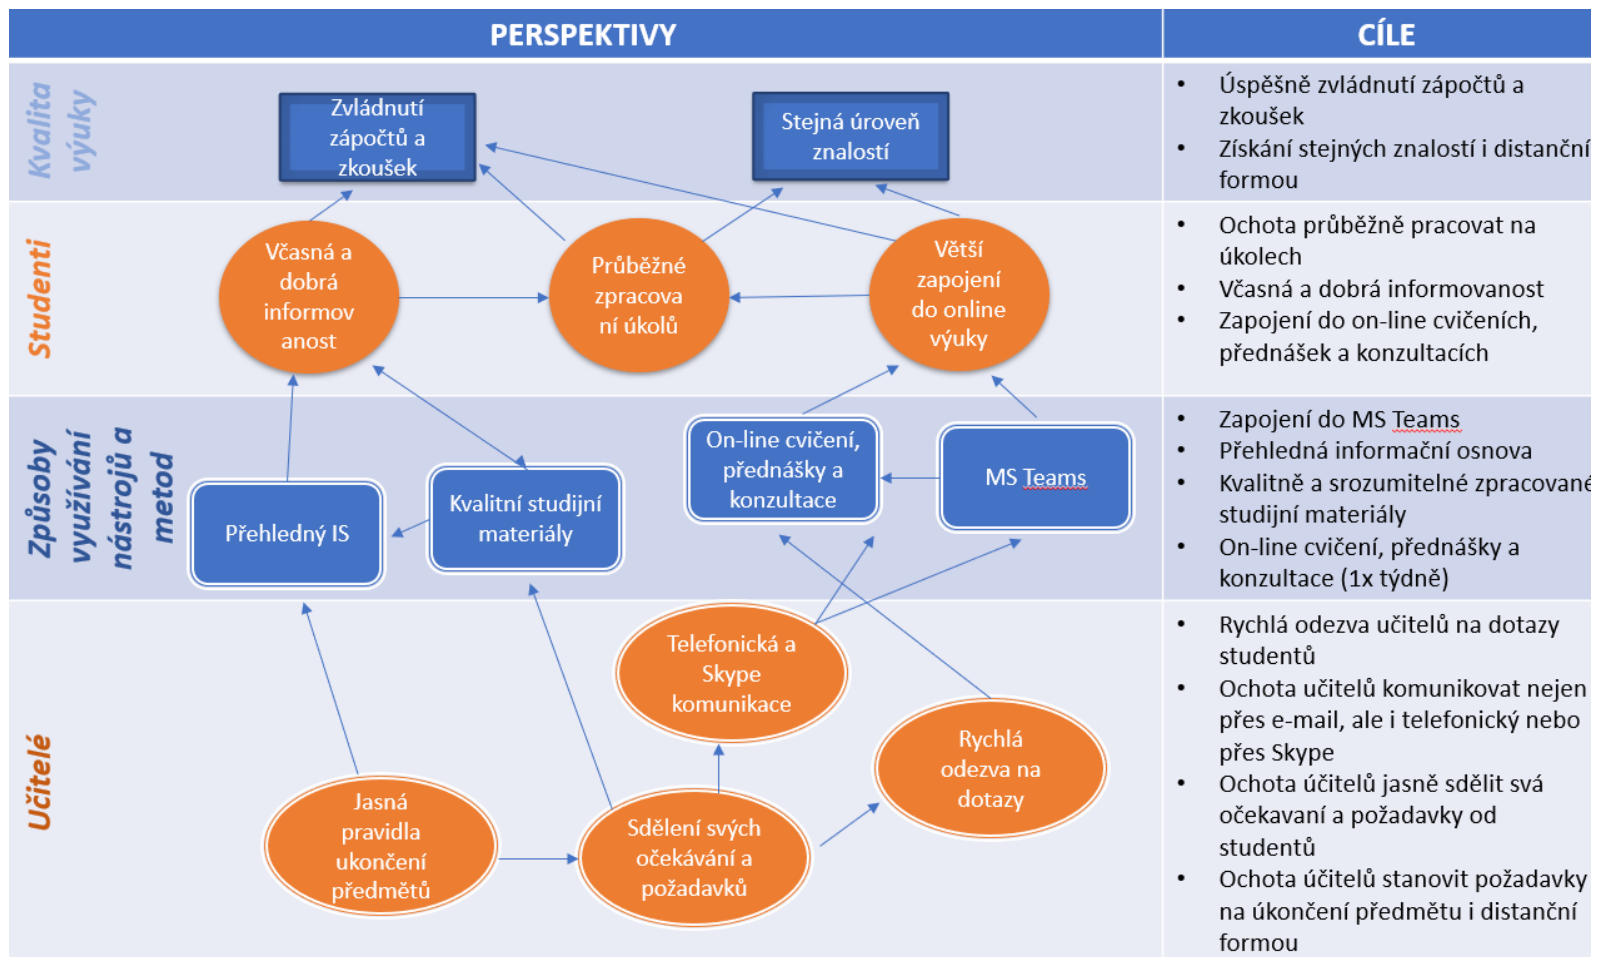 PERSPEKTIVY
CÍLE
Kvalita
výuky
Zvládnutí
zápočtů a
zkoušek
Stejná úroveň
znalostí
• Úspěšně zvládnutí zápočtů a
zkoušek
• Získání stejných znalostí i distanční
formou
Studenti
Včasná a
dobrá
informov
anost
Průběžné
zpracova
ní úkolů
Větší
zapojení
do online
výuky
• Ochota průběžně pracovat na
úkolech
• Včasná a dobrá informovanost
• Zapojení do on-line cvičeních,
přednášek a konzultacích
Způsoby
využívání
nástrojů a
metod
Přehledný IS
Kvalitní studijní
materiály
On-line cvičení,
přednášky a
konzultace
MS Teams
• Zapojení do MS Teams
• Přehledná informační osnova
• Kvalitně a srozumitelné zpracované
studijní materiály
• On-line cvičení, přednášky a
konzultace (1x týdně)
Učitelé
Jasná
pravidla
ukončení
předmětů
Sdělení svých
očekávání a
požadavků
Telefonická a
Skype
komunikace
Rychlá
odezva na
dotazy
• Rychlá odezva učitelů na dotazy
studentů
• Ochota učitelů komunikovat nejen
přes e-mail, ale i telefonický nebo
přes Skype
• Ochota účitelů jasně sdělit svá
očekavaní a požadavky od
studentů
• Ochota účitelů stanovit požadavky
na úkončení předmětu i distanční
formou